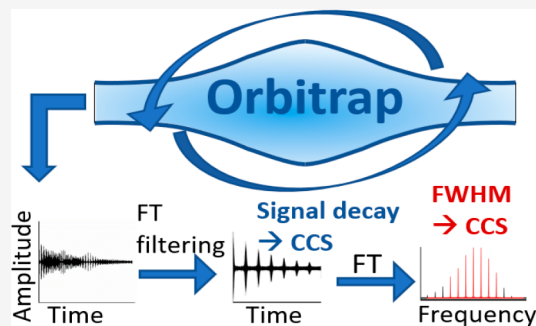 Orbitrap
Amplitude
Time
FT
filtering
Signal decay
→ CCS
Time
FT
FWHM
→ CCS
Frequency